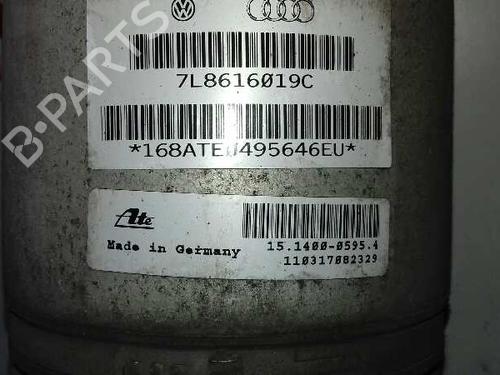 7L8616019C
*168ATE0495646EU*
Ate
Made in Germany
15.1400-0595.4
110317082329
B-PARTS